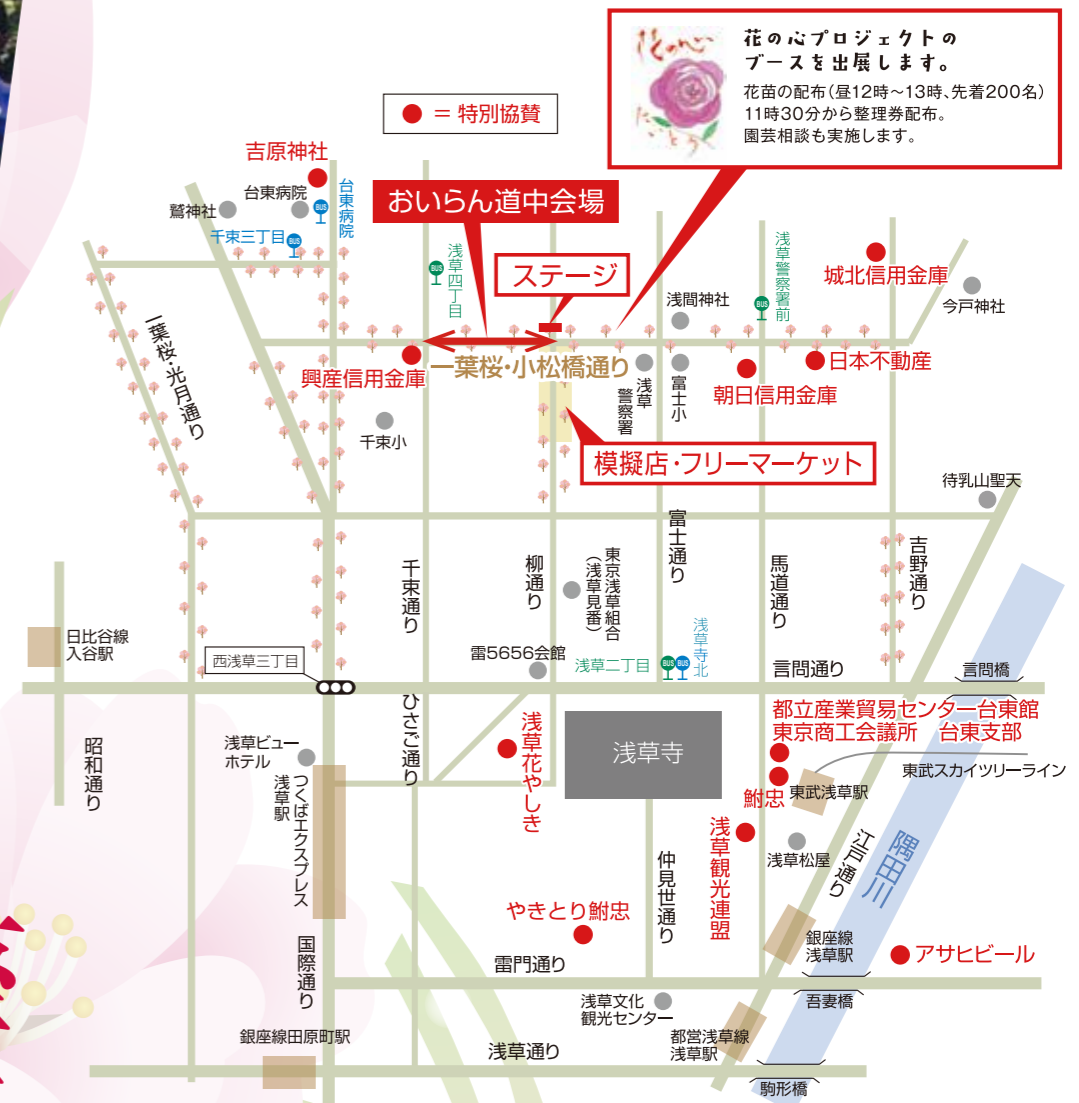 花の心プロジェクトの
ブースを出展します。
花苗の配布(昼12時〜13時、先着200名)
11時30分から整理券配布。
園芸相談も実施します。
花の心
たいとう
● = 特別協賛
吉原神社
台東病院
鷲神社
BUS
台東病院
千束三丁目
BUS
おいらん道中会場
BUS
浅草四丁目
ステージ
浅間神社
浅草警察署前
BUS
城北信用金庫
今戸神社
一葉桜・光月通り
興産信用金庫
一葉桜・小松橋通り
浅草
警察署
富士小
朝日信用金庫
日本不動産
千束小
模擬店・フリーマーケット
待乳山聖天
千束通り
柳通り
東京浅草組合
(浅草見番)
富士通り
馬道通り
吉野通り
日比谷線
入谷駅
西浅草三丁目
雷5656会館
浅草二丁目
BUS
BUS
浅草寺北
言問通り
言問橋
昭和通り
浅草ビュー
ホテル
つくばエクスプレス
浅草駅
ひさご通り
浅草花やしき
浅草寺
都立産業貿易センター台東館
東京商工会議所 台東支部
鮒忠
東武浅草駅
東武スカイツリーライン
浅草観光連盟
浅草松屋
江戸通り
隅田川
仲見世通り
やきとり鮒忠
国際通り
雷門通り
銀座線
浅草駅
アサヒビール
浅草文化
観光センター
吾妻橋
銀座線田原町駅
浅草通り
都営浅草線
浅草駅
駒形橋